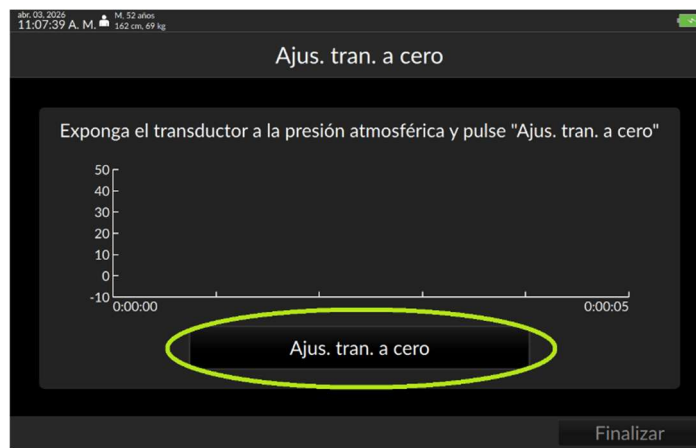 abr. 03, 2026
11:07:39 A. M.
M, 52 años
162 cm, 69 kg
Ajus. tran. a cero
Exponga el transductor a la presión atmosférica y pulse "Ajus. tran. a cero"
50
40
30
20
10
0
-10
0:00:00 0:00:05
Ajus. tran. a cero
Finalizar